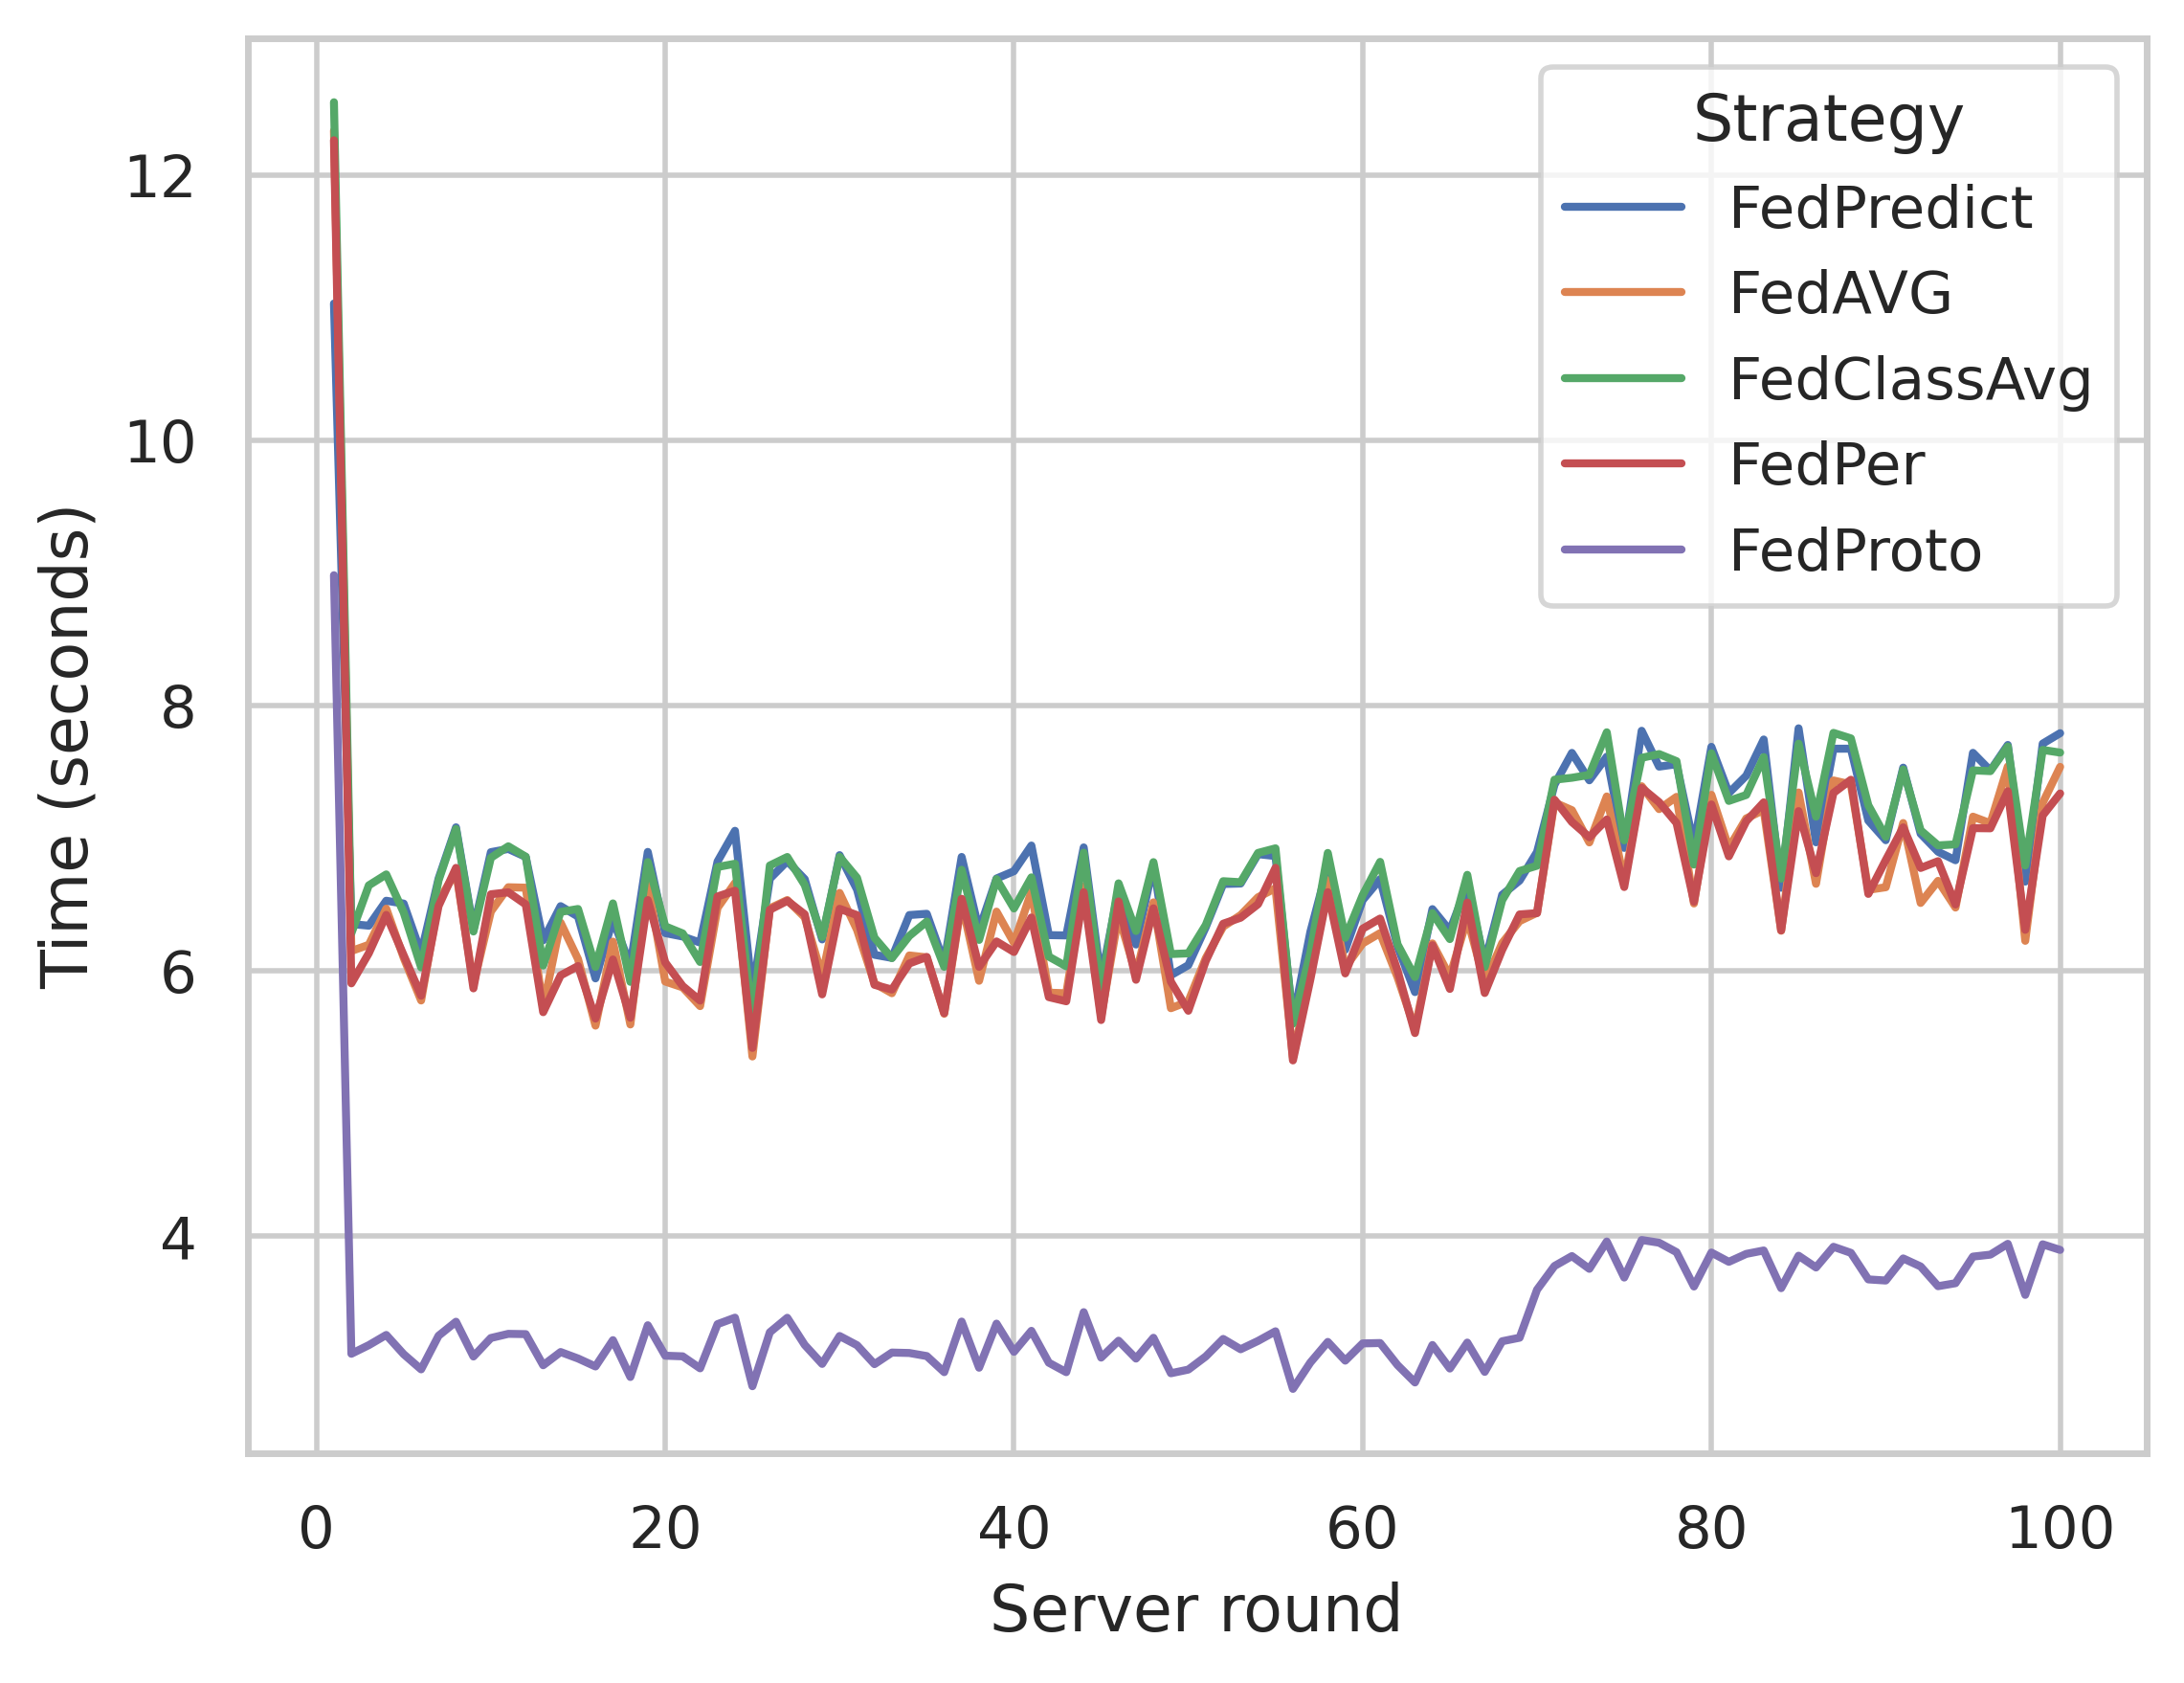 Strategy
FedPredict
FedAVG
FedClassAvg
FedPer
FedProto
12
10
8
6
4
Time (seconds)
0 20 40 60 80 100
Server round